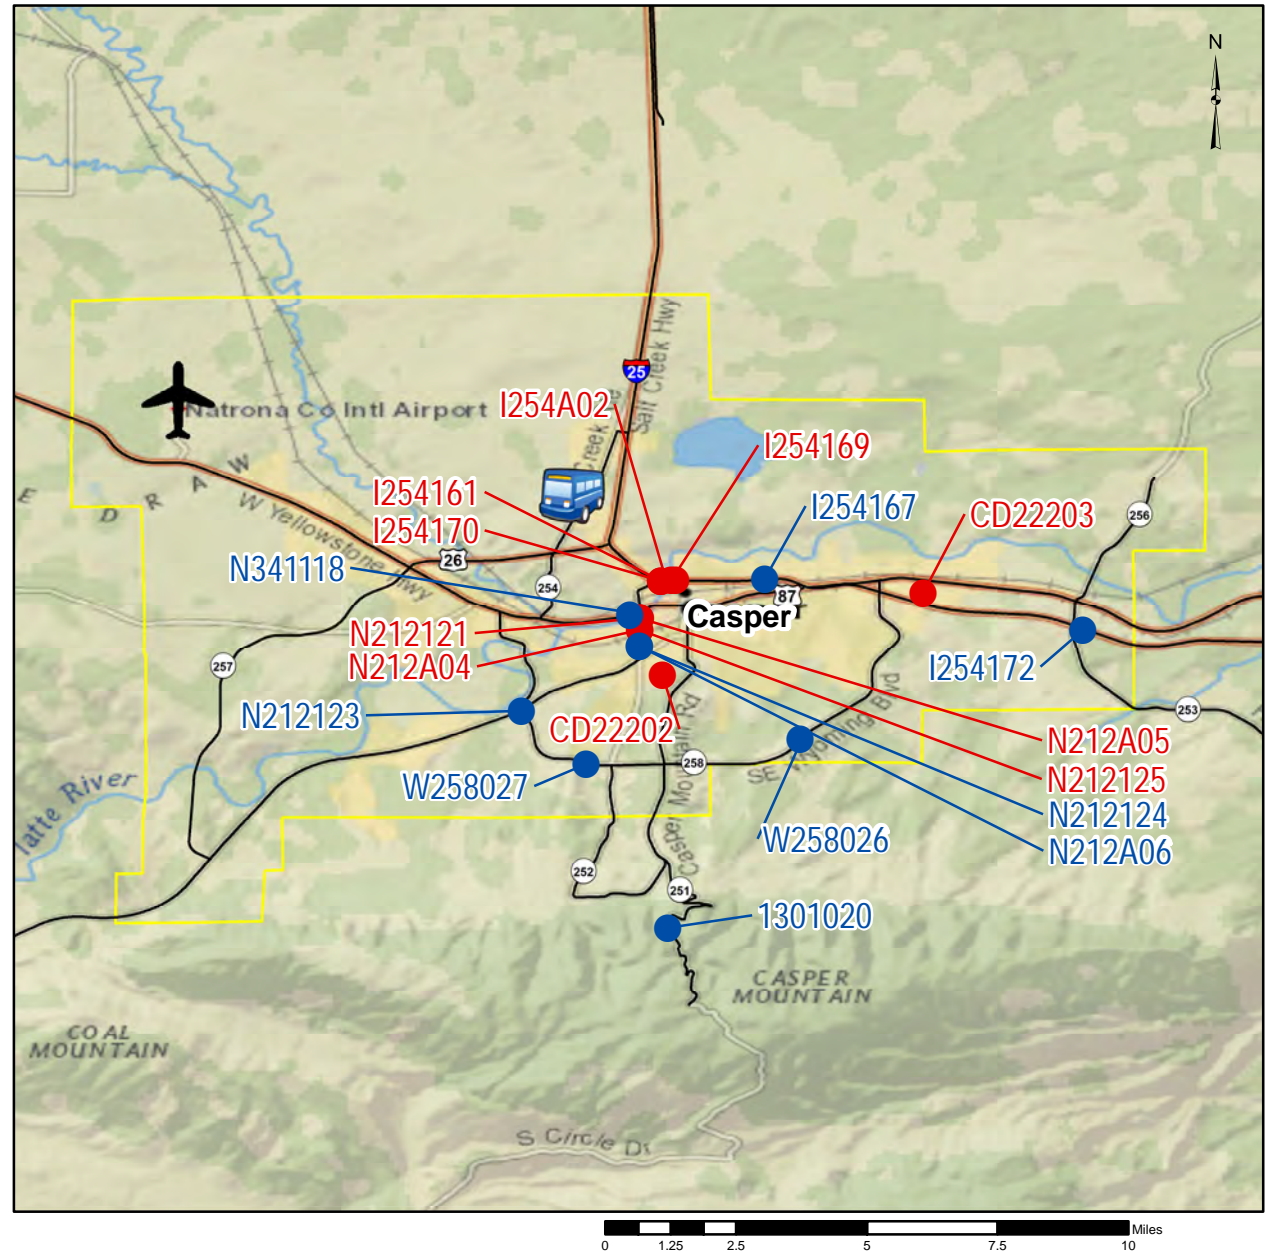 N
25
Salt Creek Hwy
Natrona Co Intl Airport
I254A02
I254169
Creek
I254161
I254167
CD22203
256
E D R A W
W Yellowstone Hwy
I254170
26
N341118
254
87
Casper
N212121
N212A04
257
I254172
N212123
CD22202
253
N212A05
258
SE Wyoming Blvd
N212125
W258027
N212124
latte River
Casper Mountain Rd
W258026
N212A06
252
251
1301020
CASPER
MOUNTAIN
COAL
MOUNTAIN
S Circle Dr
Miles
0 1.25 2.5 5 7.5 10